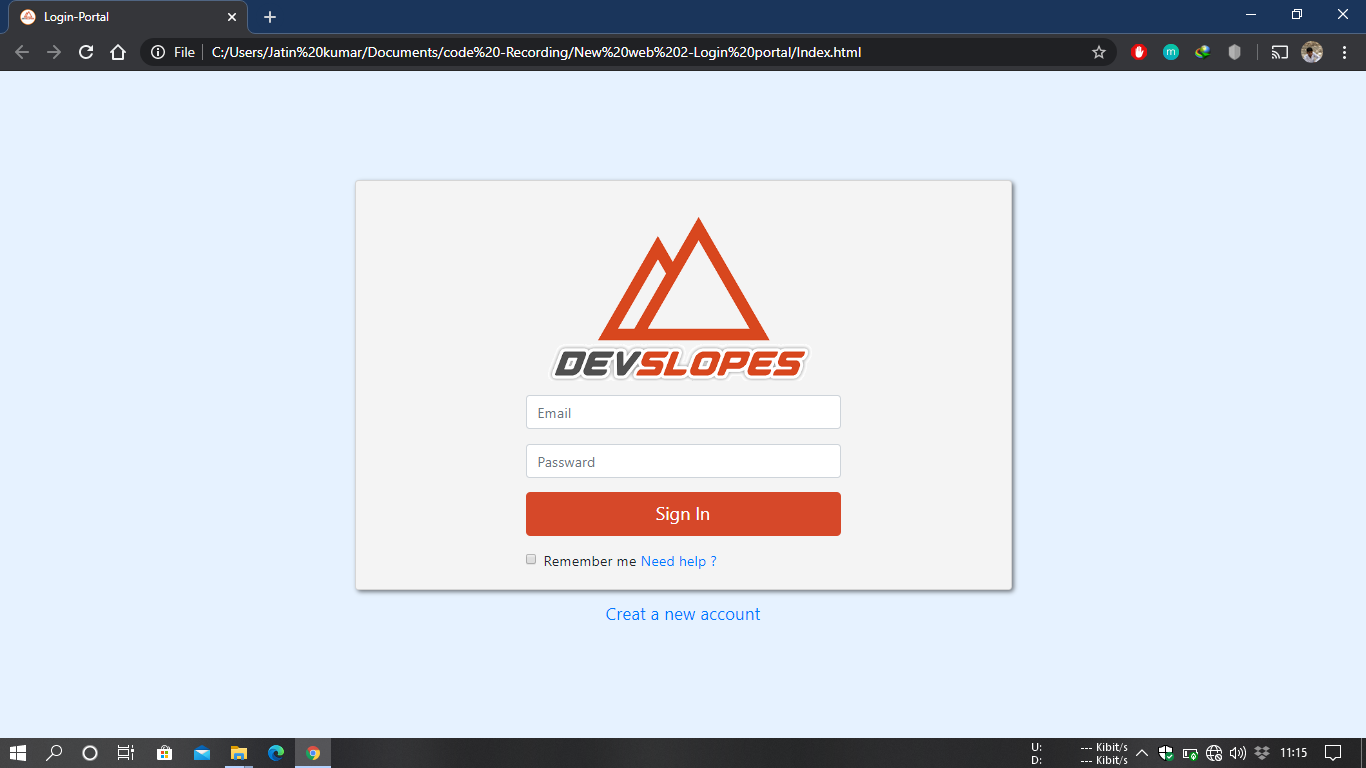 Login-Portal
File
C:/Users/Jatin%20kumar/Documents/code%20-Recording/New%20web%202-Login%20portal/Index.html
m
DEVSLOPES
Email
Passward
Sign In
Remember me Need help ?
Creat a new account
U: --- Kibit/s
D: --- Kibit/s
11:15